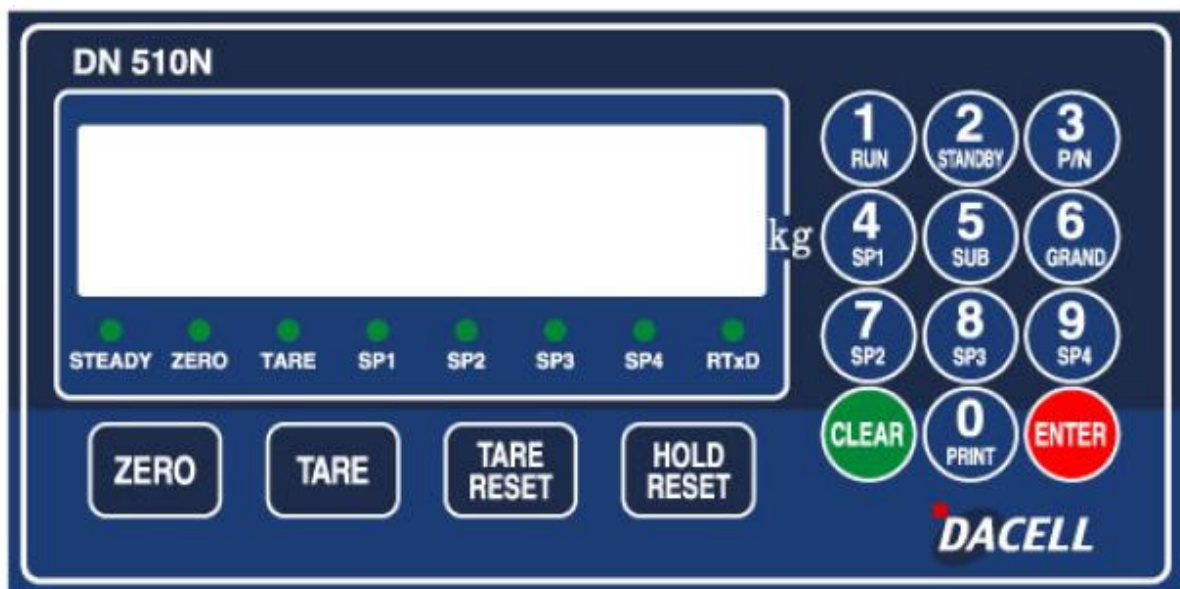 DN 510N
kg
STEADY ZERO TARE SP1 SP2 SP3 SP4 RTxD
ZERO
TARE
TARE
RESET
HOLD
RESET
1
RUN
2
STANDBY
3
P/N
4
SP1
5
SUB
6
GRAND
7
SP2
8
SP3
9
SP4
CLEAR
0
PRINT
ENTER
DACELL